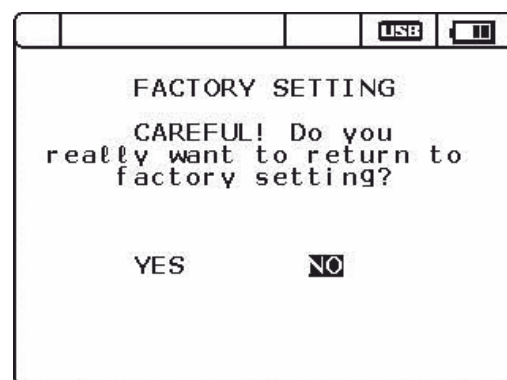 USB
FACTORY SETTING
CAREFUL! Do you
really want to return to
factory setting?
YES NO